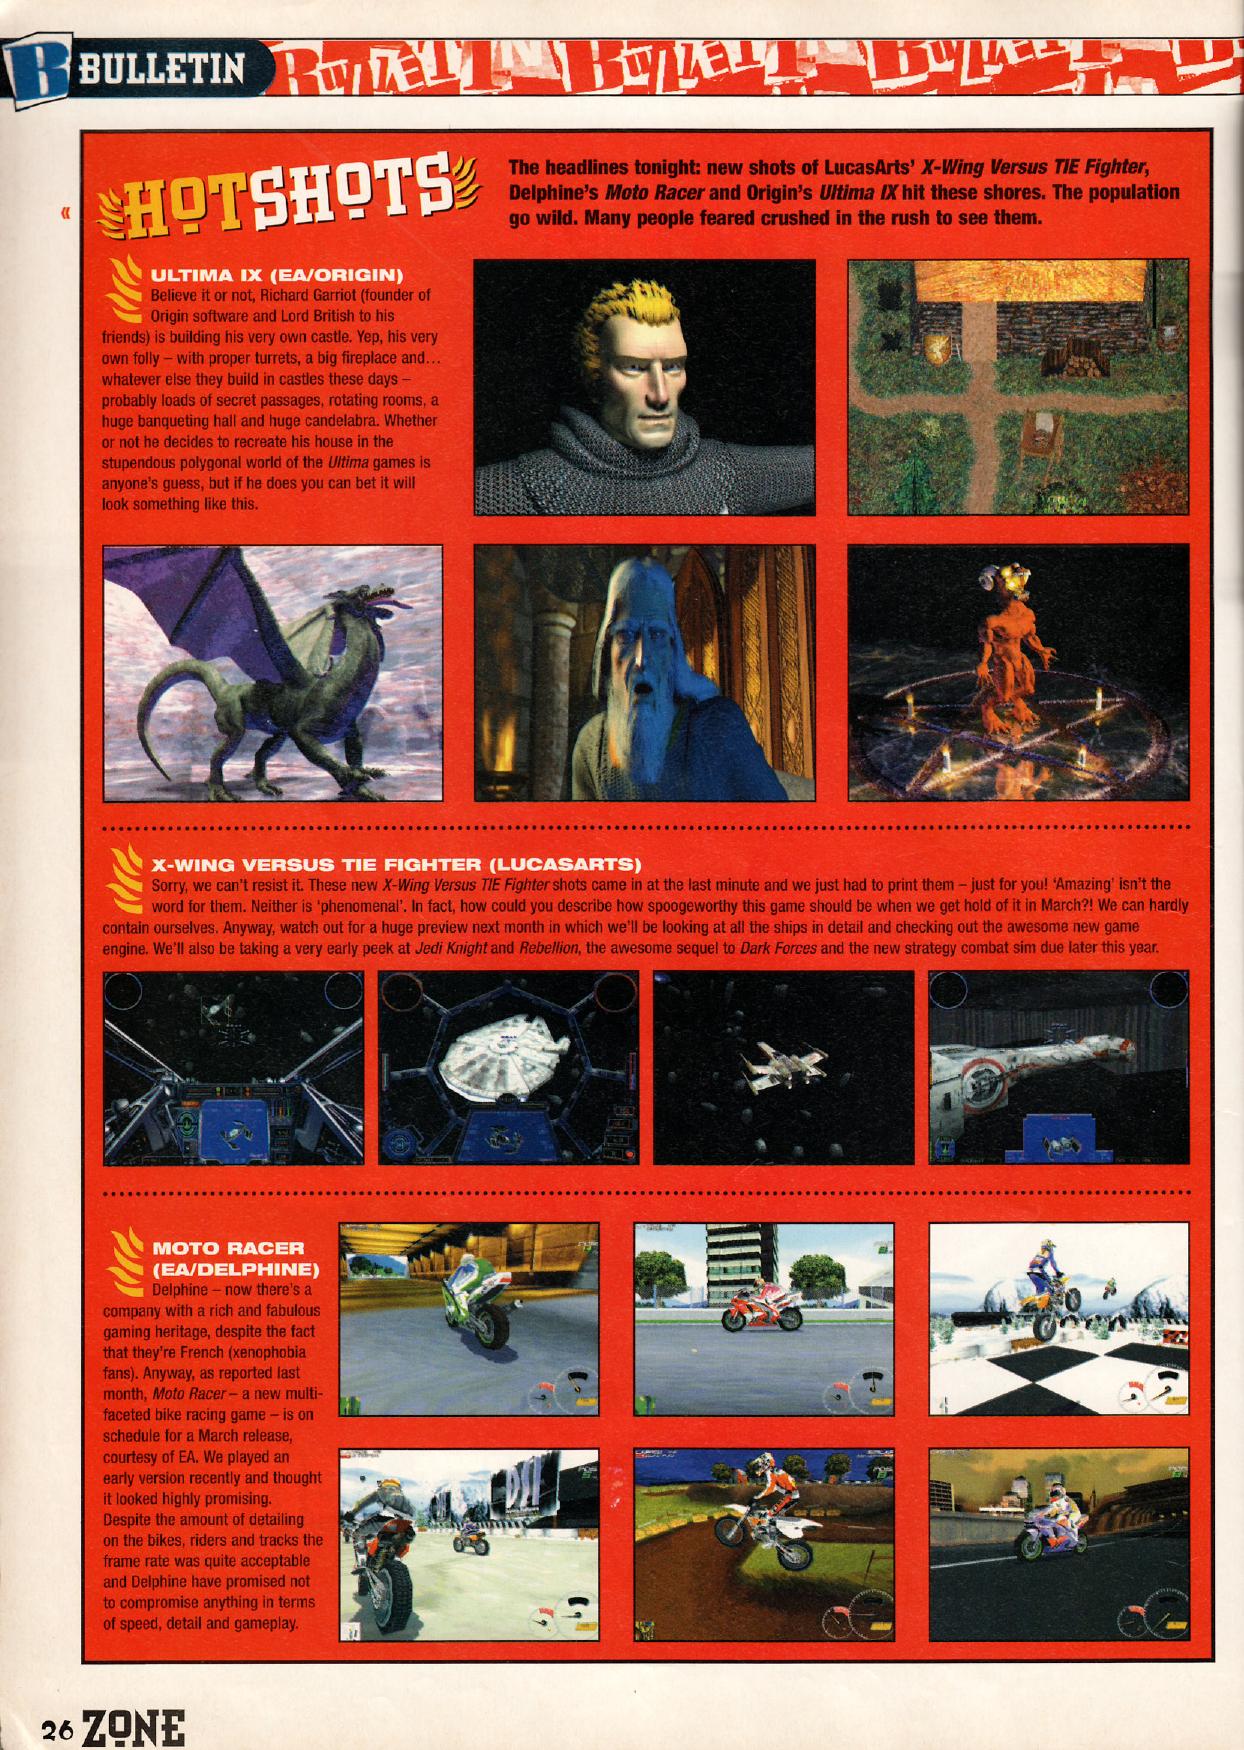 B BULLETIN
BULLETIN BULLETIN BULLETIN B
HOTSHOTS
The headlines tonight: new shots of LucasArts' X-Wing Versus TIE Fighter,
Delphine's Moto Racer and Origin's Ultima IX hit these shores. The population
go wild. Many people feared crushed in the rush to see them.
«
ULTIMA IX (EA/ORIGIN)
Believe it or not, Richard Garriot (founder of
Origin software and Lord British to his
friends) is building his very own castle. Yep, his very
own folly – with proper turrets, a big fireplace and…
whatever else they build in castles these days –
probably loads of secret passages, rotating rooms, a
huge banqueting hall and huge candelabra. Whether
or not he decides to recreate his house in the
stupendous polygonal world of the Ultima games is
anyone's guess, but if he does you can bet it will
look something like this.
X-WING VERSUS TIE FIGHTER (LUCASARTS)
Sorry, we can't resist it. These new X-Wing Versus TIE Fighter shots came in at the last minute and we just had to print them – just for you! 'Amazing' isn't the
word for them. Neither is 'phenomenal'. In fact, how could you describe how spoogeworthy this game should be when we get hold of it in March?! We can hardly
contain ourselves. Anyway, watch out for a huge preview next month in which we'll be looking at all the ships in detail and checking out the awesome new game
engine. We'll also be taking a very early peek at Jedi Knight and Rebellion, the awesome sequel to Dark Forces and the new strategy combat sim due later this year.
MOTO RACER
(EA/DELPHINE)
Delphine – now there's a
company with a rich and fabulous
gaming heritage, despite the fact
that they're French (xenophobia
fans). Anyway, as reported last
month, Moto Racer – a new multi-
faceted bike racing game – is on
schedule for a March release,
courtesy of EA. We played an
early version recently and thought
it looked highly promising.
Despite the amount of detailing
on the bikes, riders and tracks the
frame rate was quite acceptable
and Delphine have promised not
to compromise anything in terms
of speed, detail and gameplay.
DSI
26 ZONE